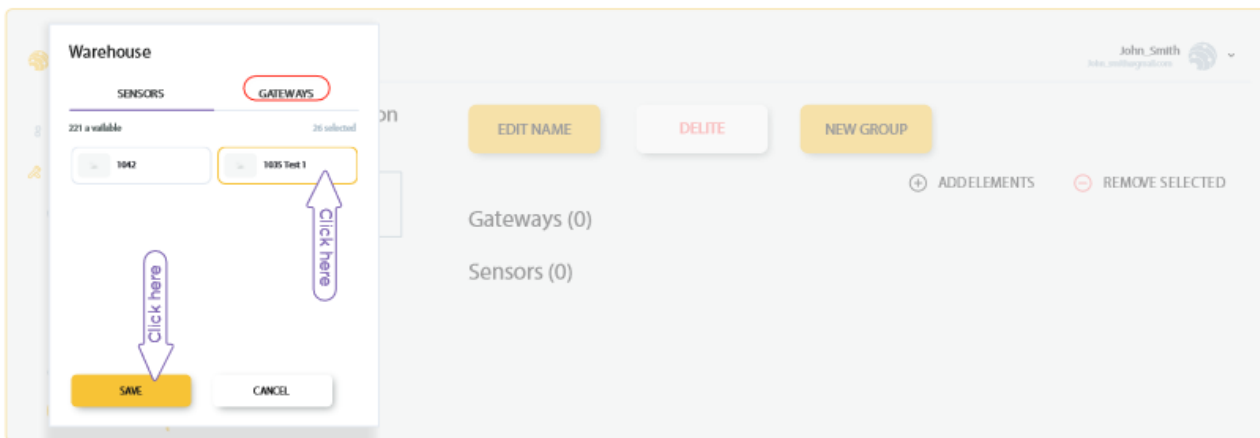 Warehouse
SENSORS
GATEWAYS
221 a vailable
26 selected
1042
1035 Test 1
Click here
Click here
SAVE
CANCEL
on
John_Smith
EDIT NAME
DELITE
NEW GROUP
ADD ELEMENTS
REMOVE SELECTED
Gateways (0)
Sensors (0)